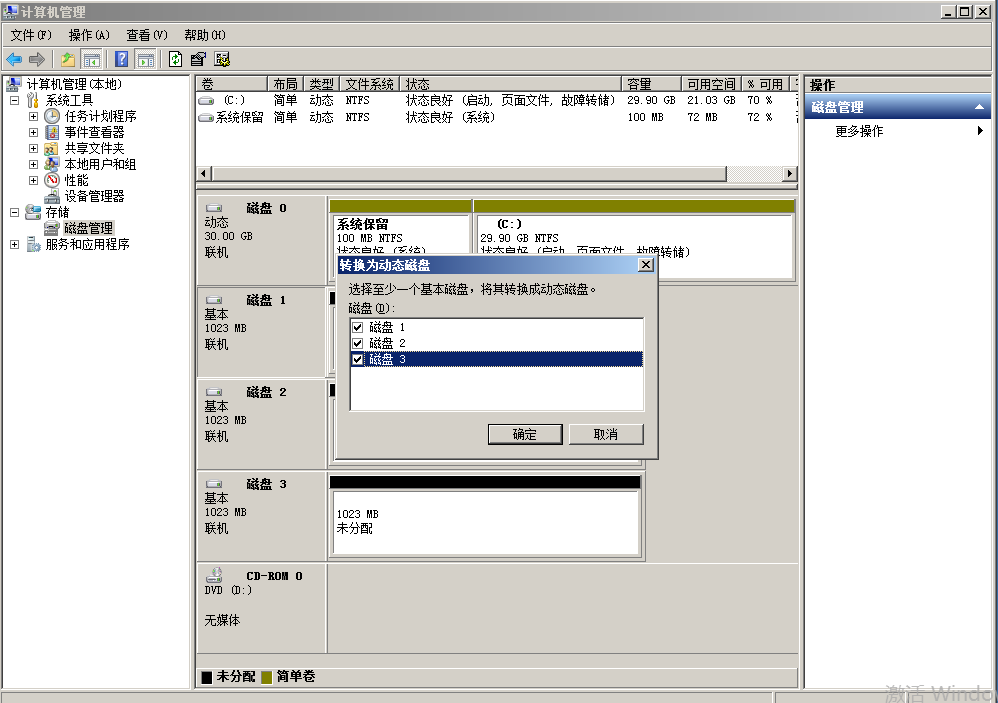 计算机管理
文件(F) 操作(A) 查看(V) 帮助(H)
计算机管理(本地)
系统工具
任务计划程序
事件查看器
共享文件夹
本地用户和组
性能
设备管理器
存储
磁盘管理
服务和应用程序
卷 布局 类型 文件系统 状态 容量 可用空间 % 可用
(C:) 简单 动态 NTFS 状态良好 (启动, 页面文件, 故障转储) 29.90 GB 21.03 GB 70 %
系统保留 简单 动态 NTFS 状态良好 (系统) 100 MB 72 MB 72 %
磁盘 0
动态
30.00 GB
联机
系统保留
100 MB NTFS
状态良好 (系统)
(C:)
29.90 GB NTFS
状态良好 (启动, 页面文件, 故障转储)
磁盘 1
基本
1023 MB
联机
磁盘 2
基本
1023 MB
联机
磁盘 3
基本
1023 MB
联机
1023 MB
未分配
CD-ROM 0
DVD (D:)
无媒体
未分配 简单卷
转换为动态磁盘
选择至少一个基本磁盘，将其转换成动态磁盘。
磁盘(D):
磁盘 1
磁盘 2
磁盘 3
确定 取消
操作
磁盘管理
更多操作
激活 Windo